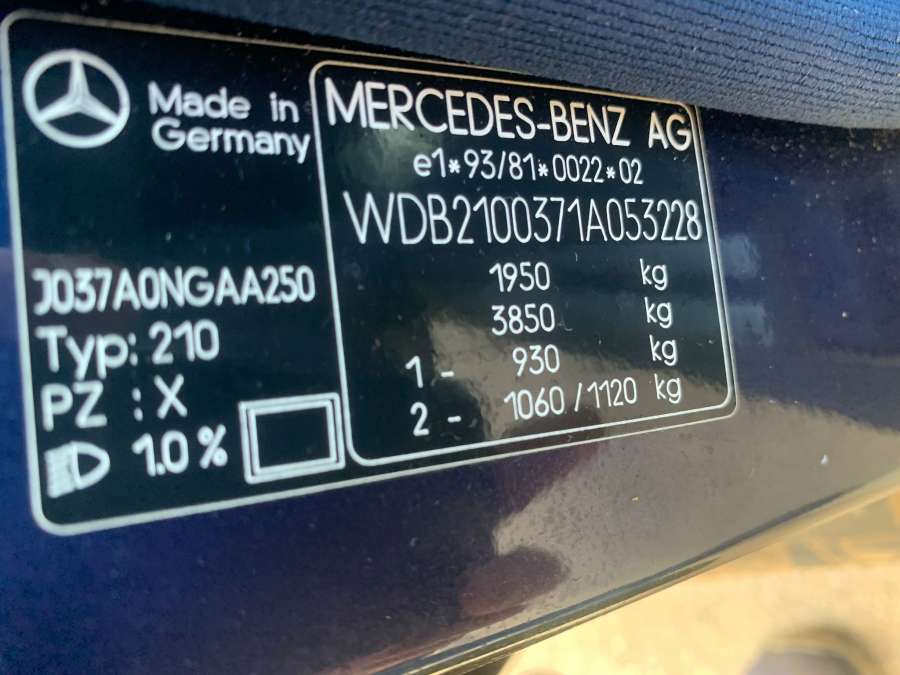 Made in
Germany
J037A0NGAA250
Typ: 210
PZ : X
1.0 %
MERCEDES-BENZ AG
e1*93/81*0022*02
WDB2100371A053228
1950 kg
3850 kg
1 - 930 kg
2 - 1060 / 1120 kg